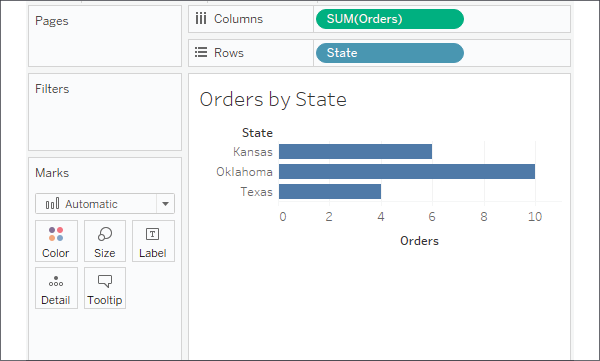 Pages
Columns
SUM(Orders)
Rows
State
Filters
Marks
Automatic
Color
Size
Label
Detail
Tooltip
Orders by State
State
Kansas
Oklahoma
Texas
0 2 4 6 8 10
Orders